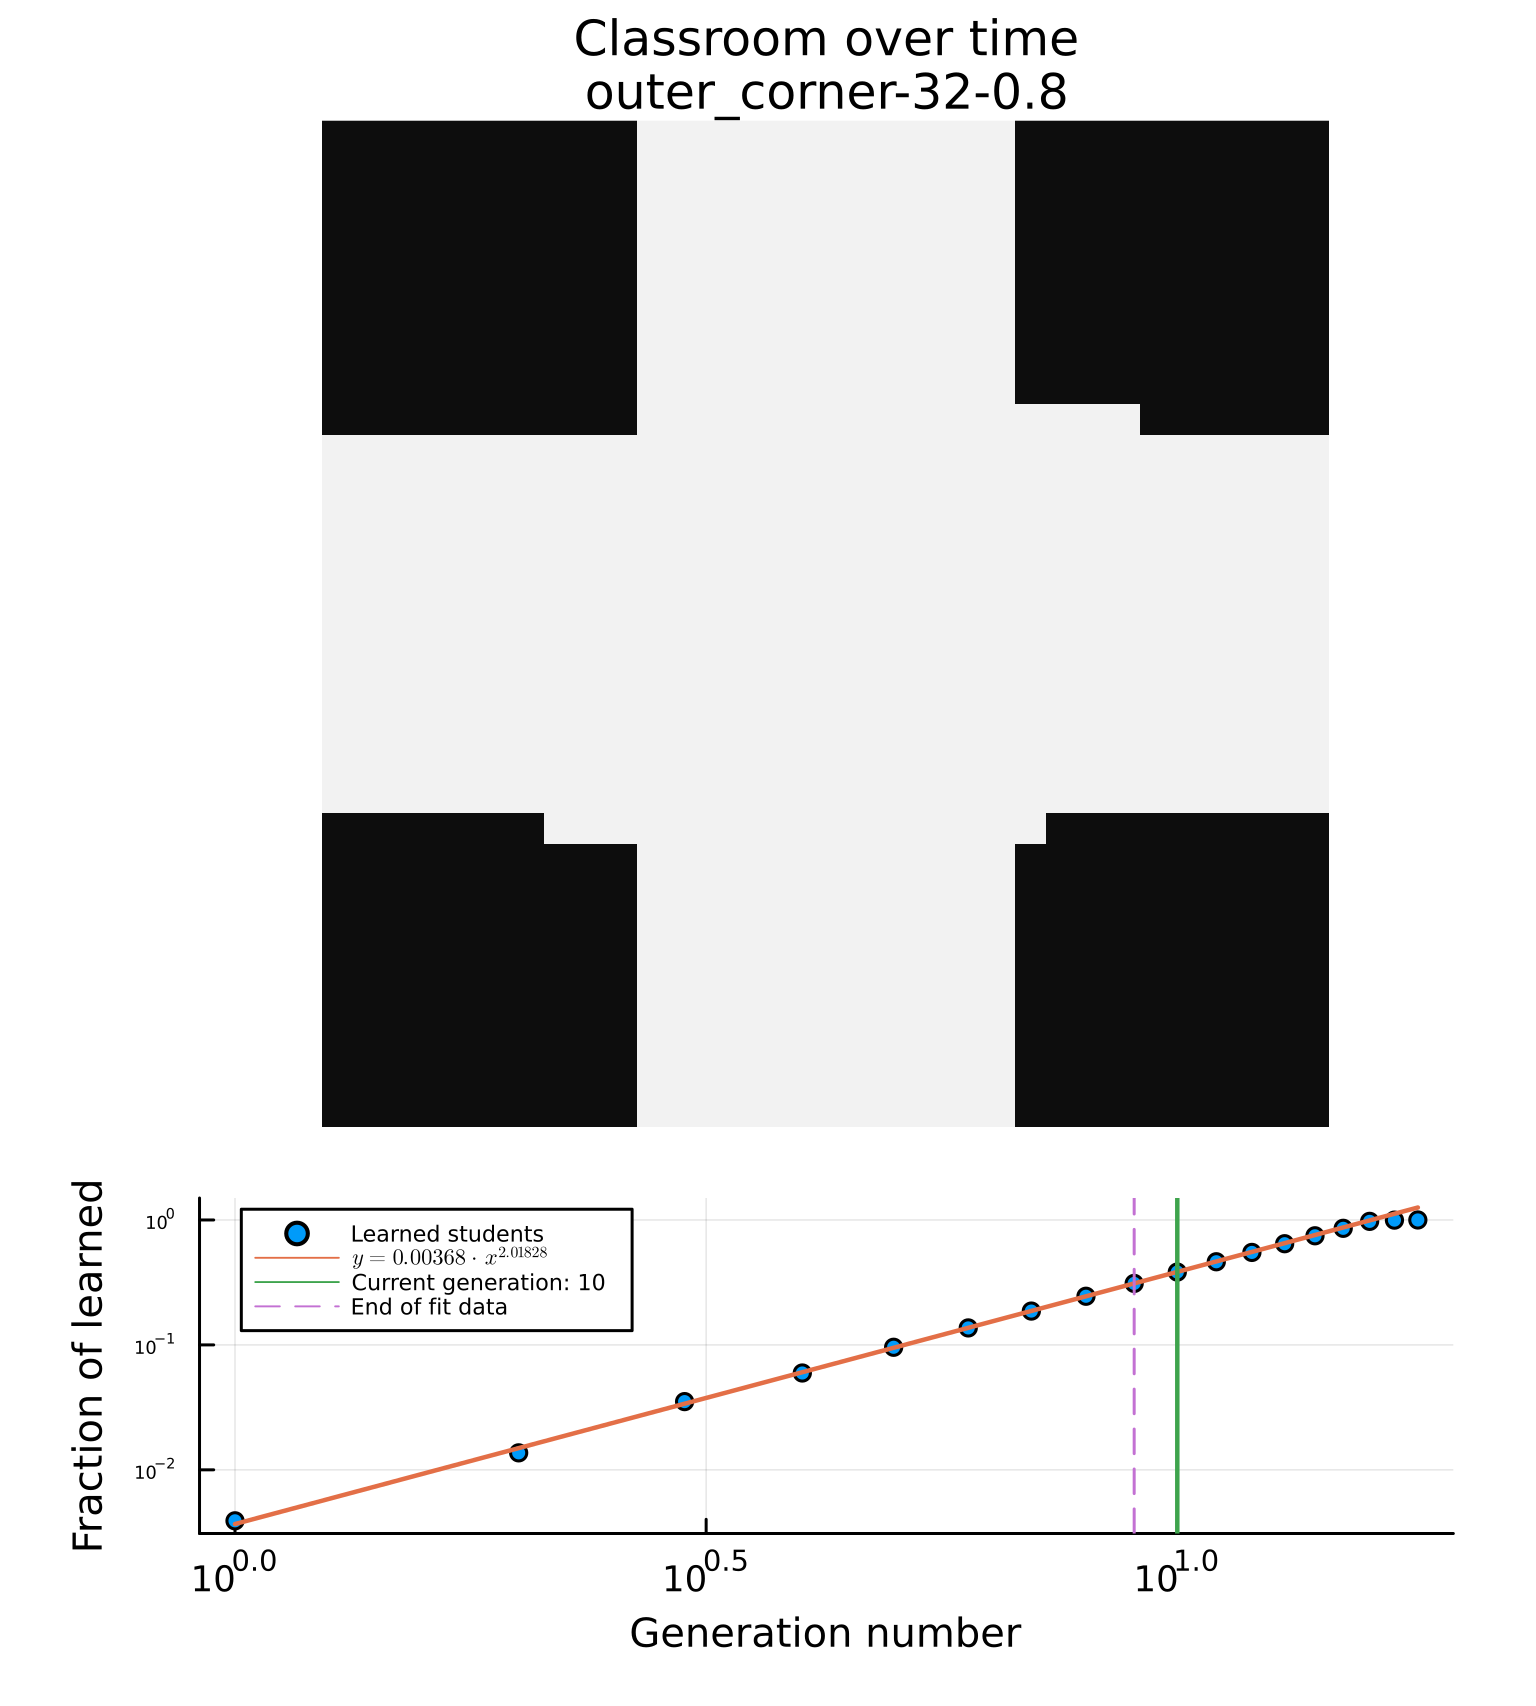 Classroom over time
outer_corner-32-0.8
Fraction of learned
10^0
10^-1
10^-2
Learned students
y = 0.00368 · x^2.01828
Current generation: 10
End of fit data
10^0.0
10^0.5
10^1.0
Generation number